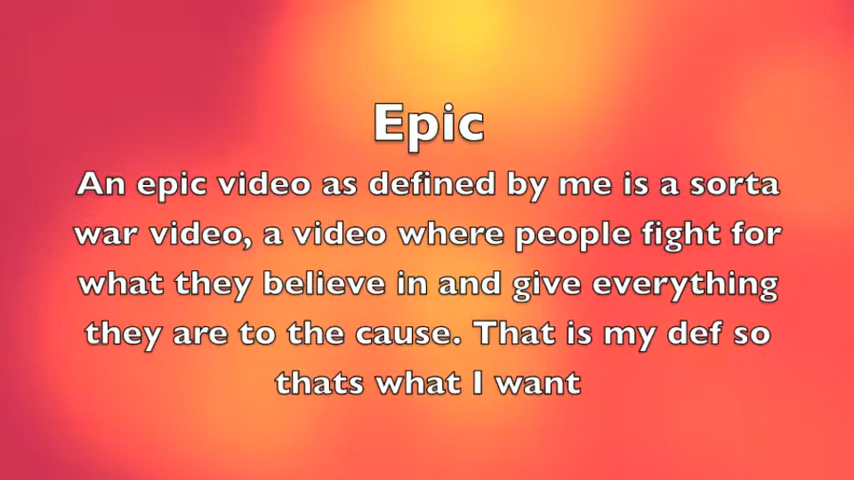 Epic
An epic video as defined by me is a sorta
war video, a video where people fight for
what they believe in and give everything
they are to the cause. That is my def so
thats what I want